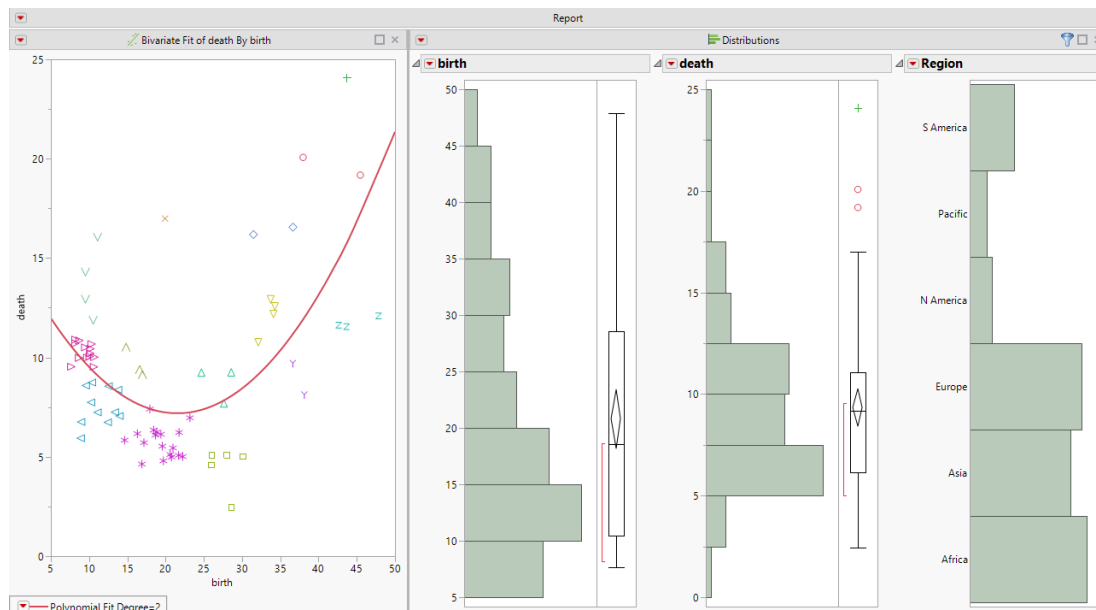 Report
Bivariate Fit of death By birth
Distributions
25
20
15
10
5
0
death
5 10 15 20 25 30 35 40 45 50
birth
Polynomial Fit Degree=2
birth
50
45
40
35
30
25
20
15
10
5
death
25
20
15
10
5
0
Region
S America
Pacific
N America
Europe
Asia
Africa